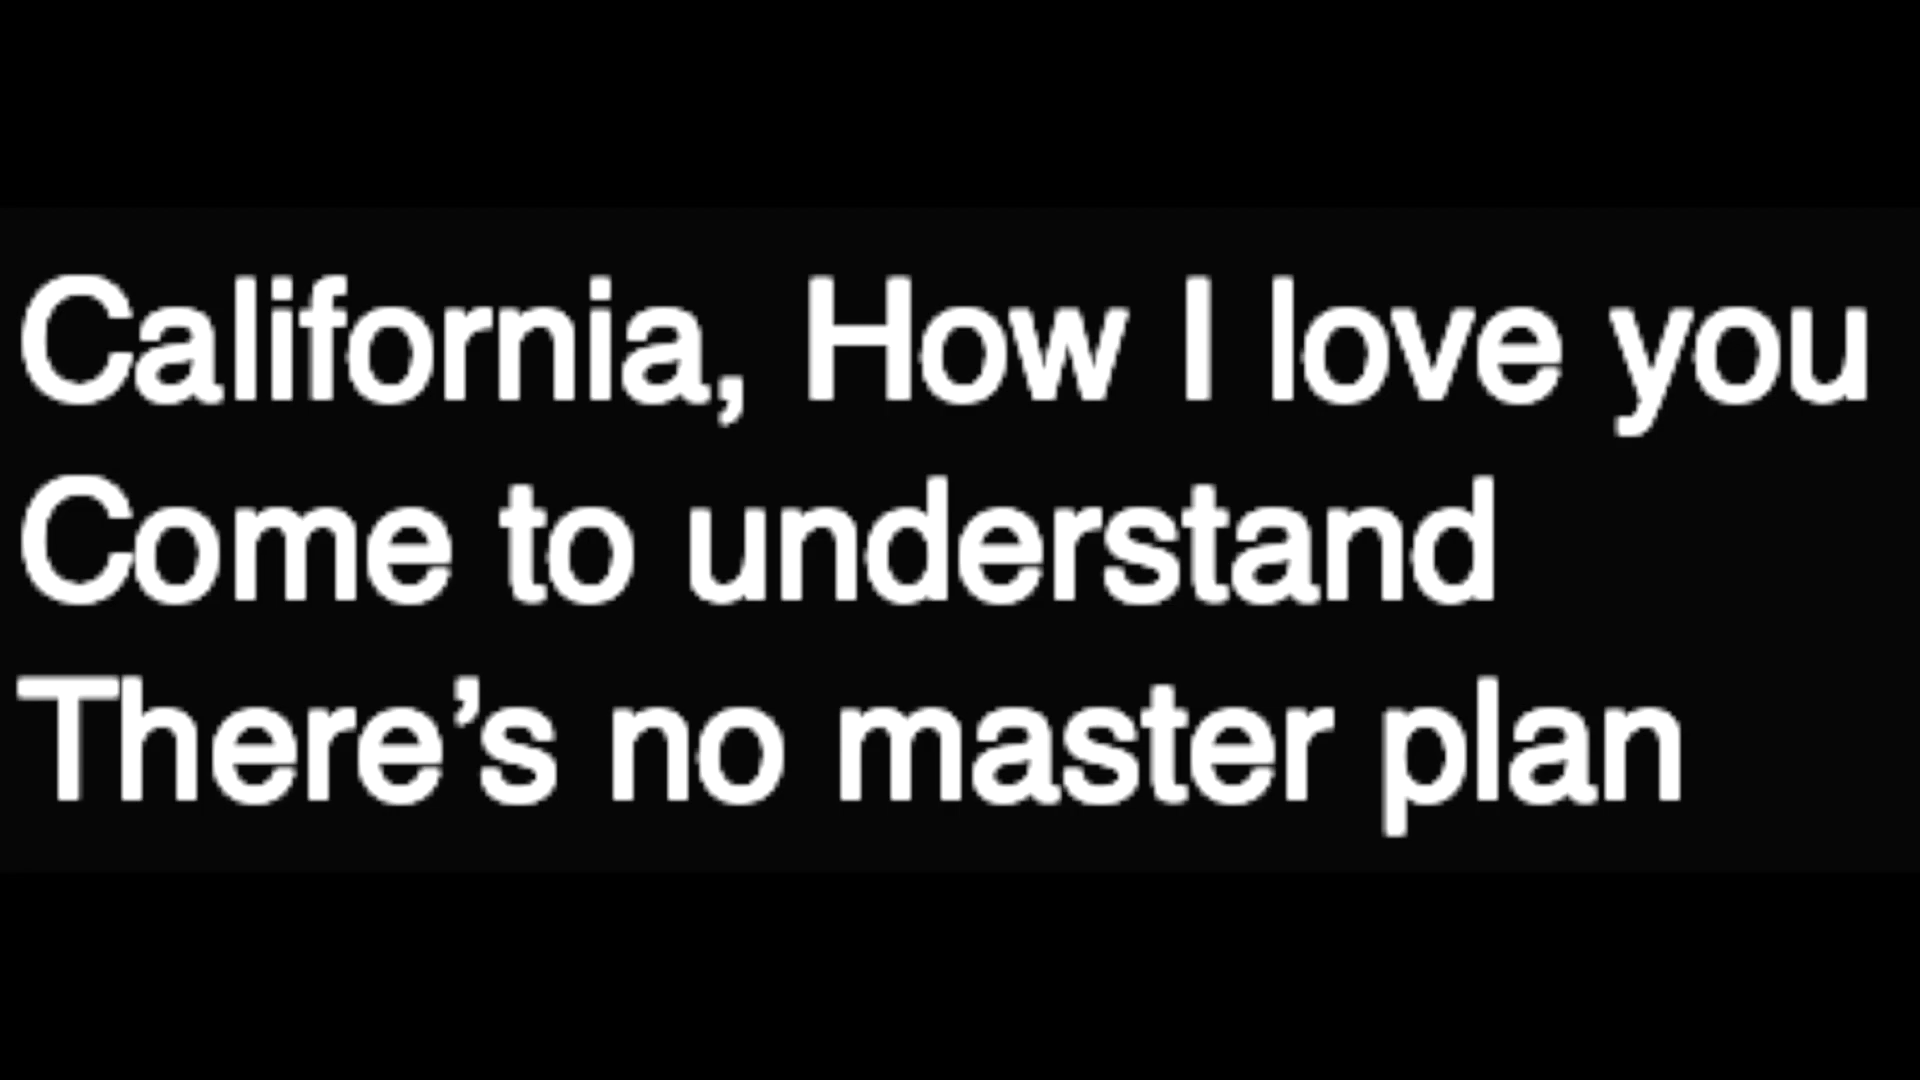 California, How I love you
Come to understand
There’s no master plan